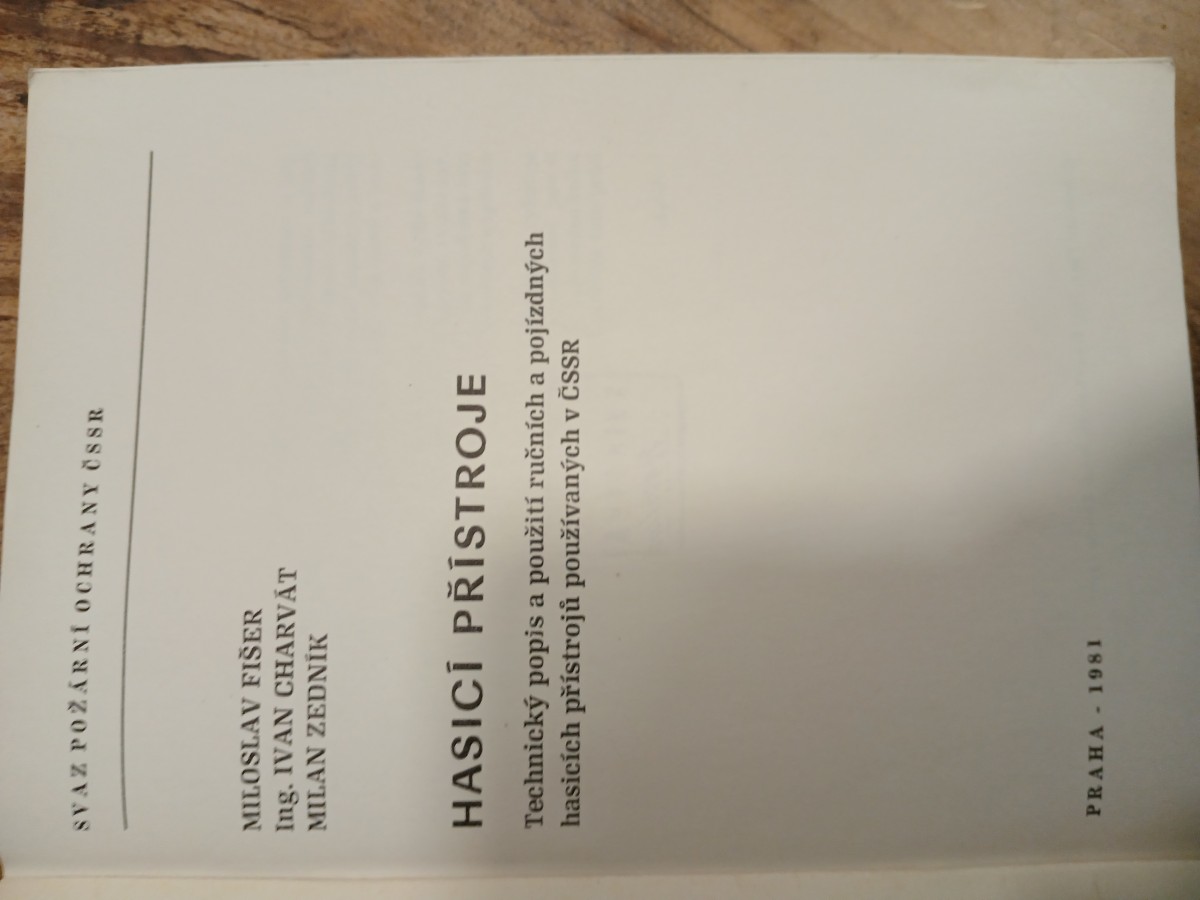 SVAZ POŽÁRNÍ OCHRANY ČSSR
MILOSLAV FIŠER
Ing. IVAN CHARVÁT
MILAN ZEDNÍK
HASICÍ PŘÍSTROJE
Technický popis a použití ručních a pojízdných
hasicích přístrojů používaných v ČSSR
PRAHA - 1981